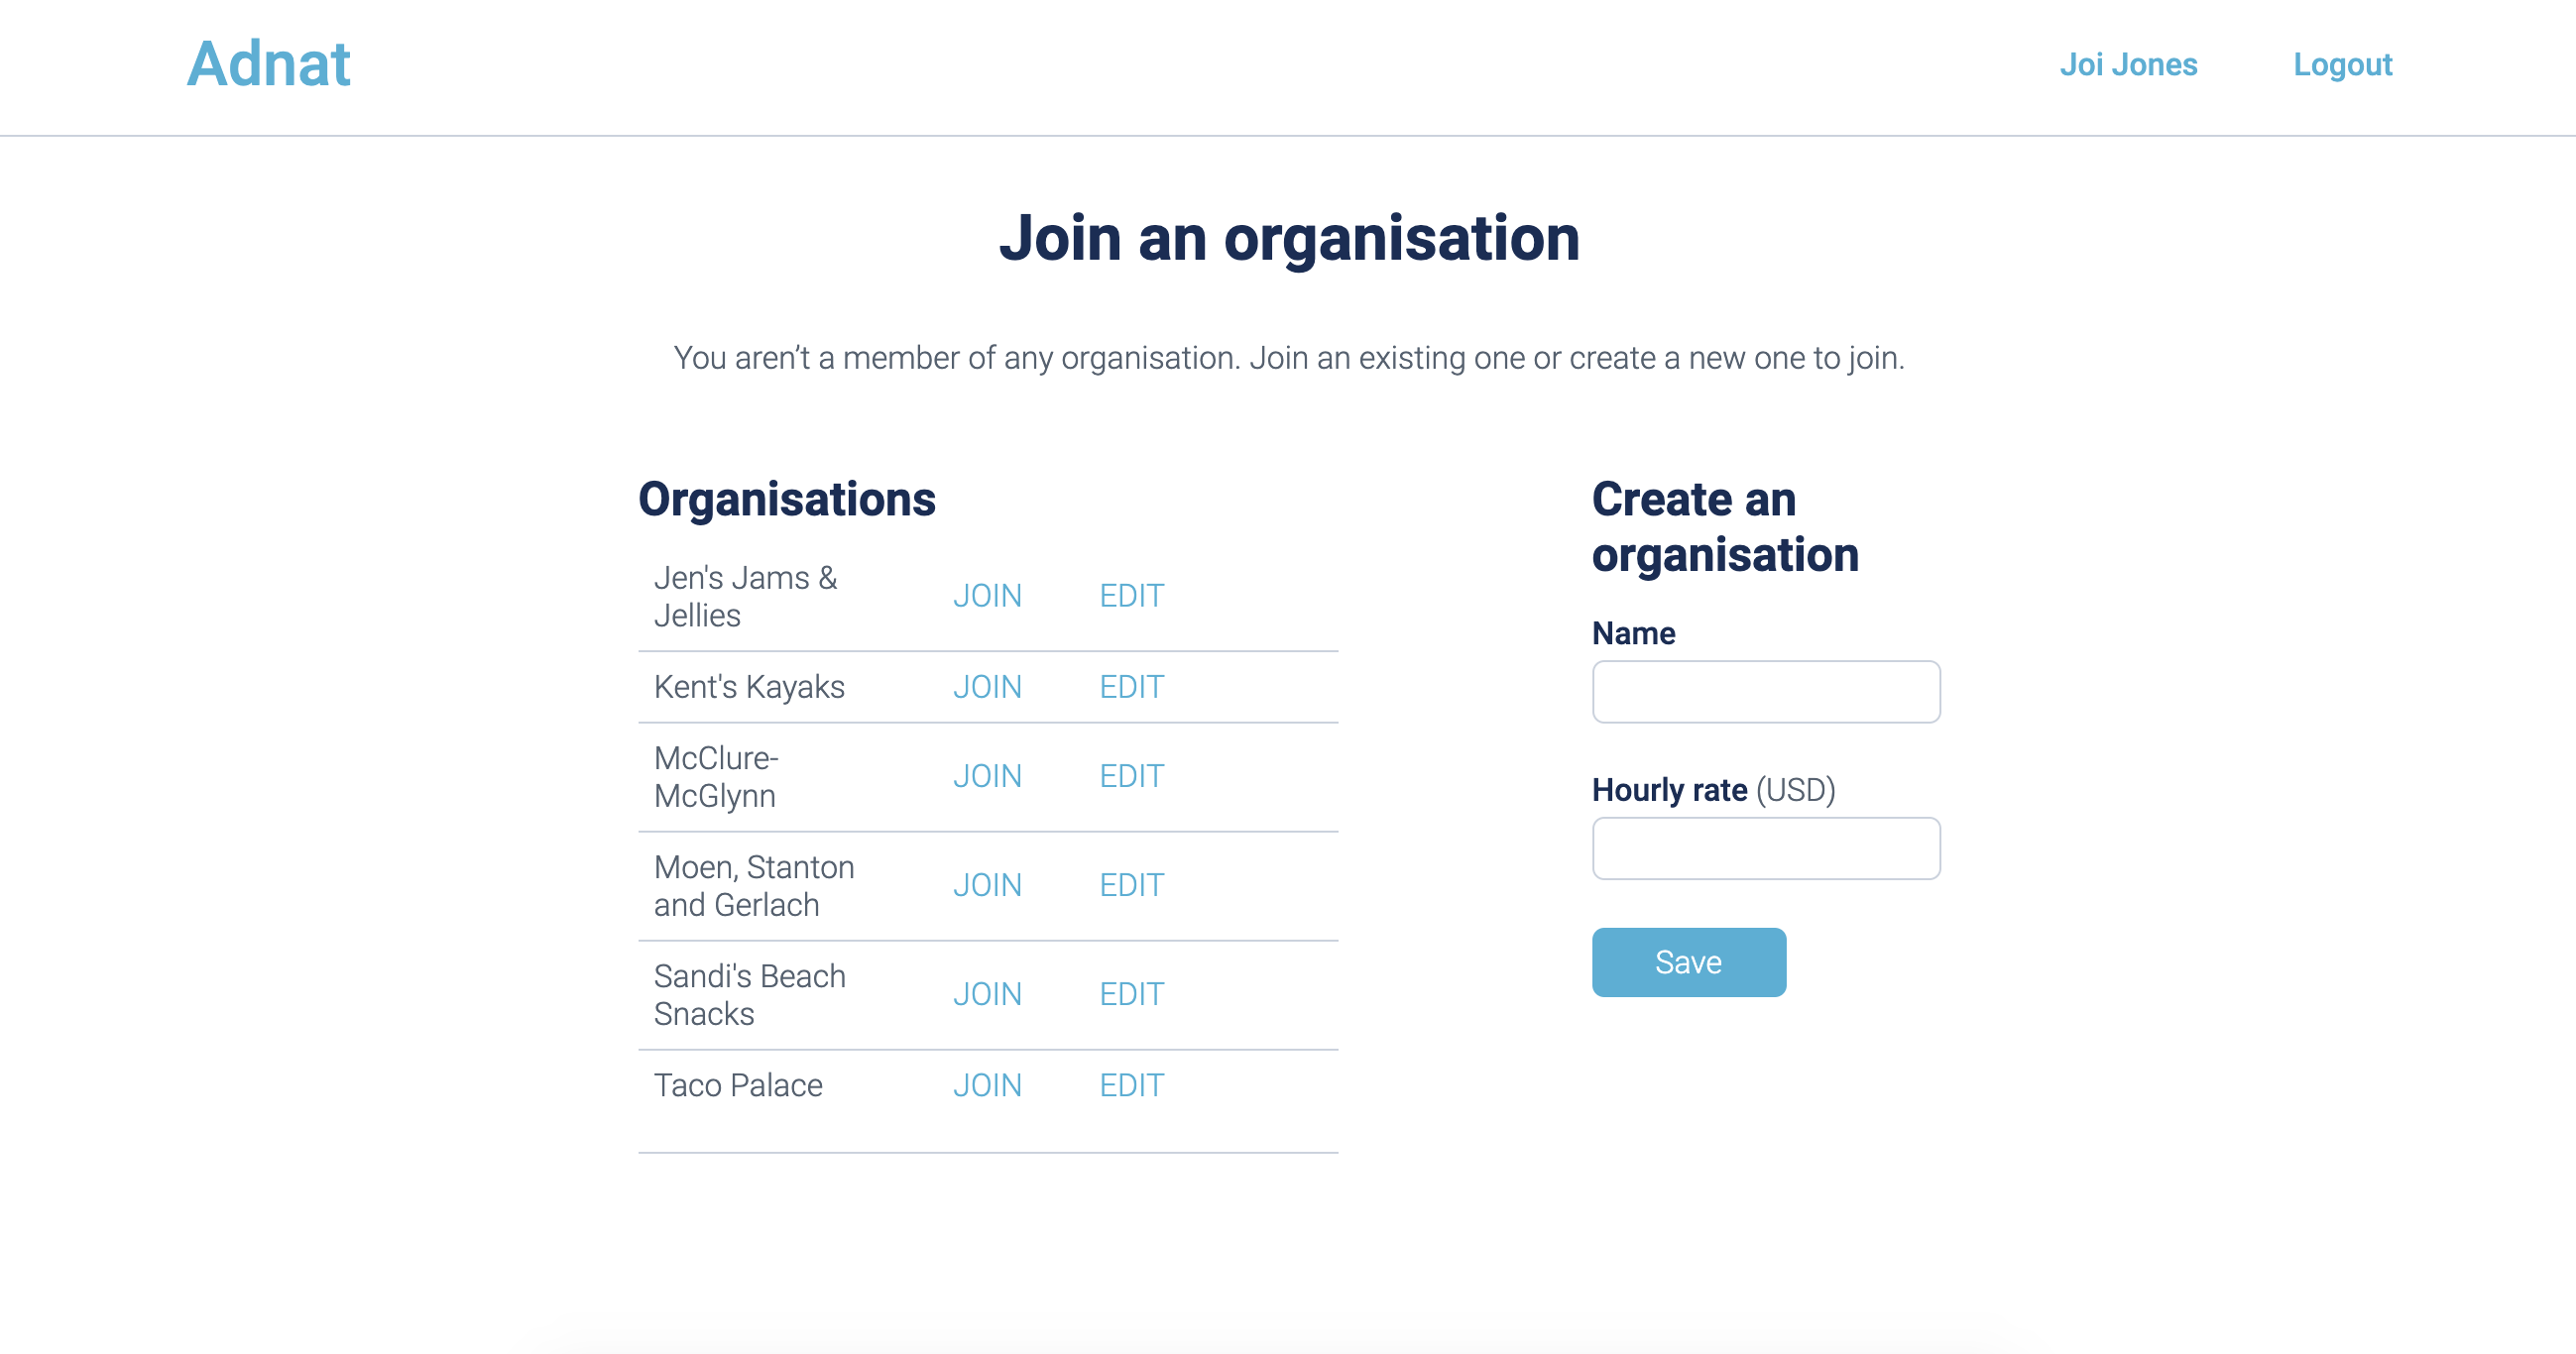 Adnat
Joi Jones
Logout
Join an organisation
You aren’t a member of any organisation. Join an existing one or create a new one to join.
Organisations
Jen's Jams &
Jellies
JOIN
EDIT
Kent's Kayaks
JOIN
EDIT
McClure-
McGlynn
JOIN
EDIT
Moen, Stanton
and Gerlach
JOIN
EDIT
Sandi's Beach
Snacks
JOIN
EDIT
Taco Palace
JOIN
EDIT
Create an
organisation
Name
Hourly rate (USD)
Save